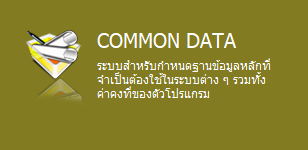 COMMON DATA
ระบบสำหรับกำหนดฐานข้อมูลหลักที่
จำเป็นต้องใช้ในระบบต่าง ๆ รวมทั้ง
ค่าคงที่ของตัวโปรแกรม